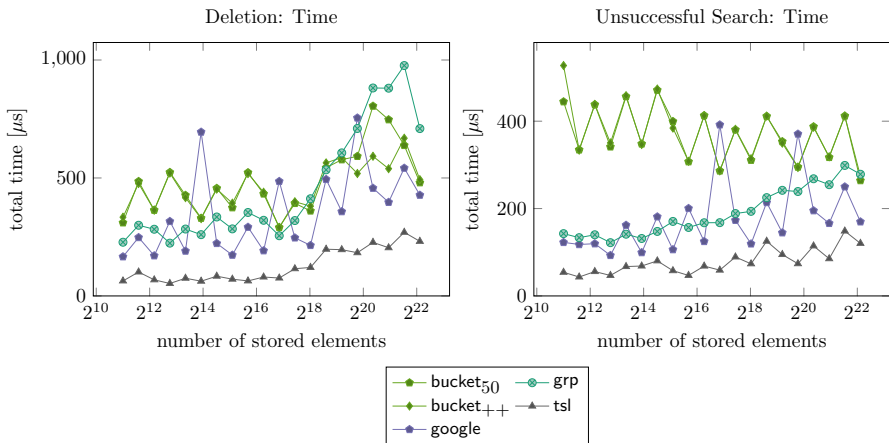 Deletion: Time
Unsuccessful Search: Time
total time [μs]
1,000
500
0
2^10 2^12 2^14 2^16 2^18 2^20 2^22
number of stored elements
total time [μs]
400
200
0
2^10 2^12 2^14 2^16 2^18 2^20 2^22
number of stored elements
bucket_50 grp
bucket_++ tsl
google